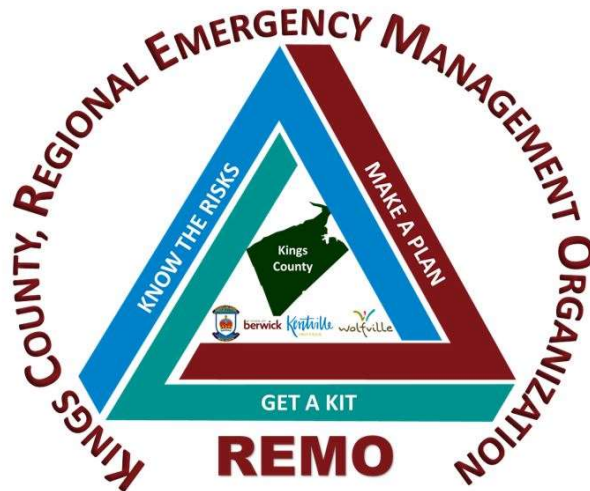 KINGS COUNTY, REGIONAL EMERGENCY MANAGEMENT ORGANIZATION
KNOW THE RISKS
MAKE A PLAN
Kings
County
berwick
Kentville
wolfville
GET A KIT
REMO